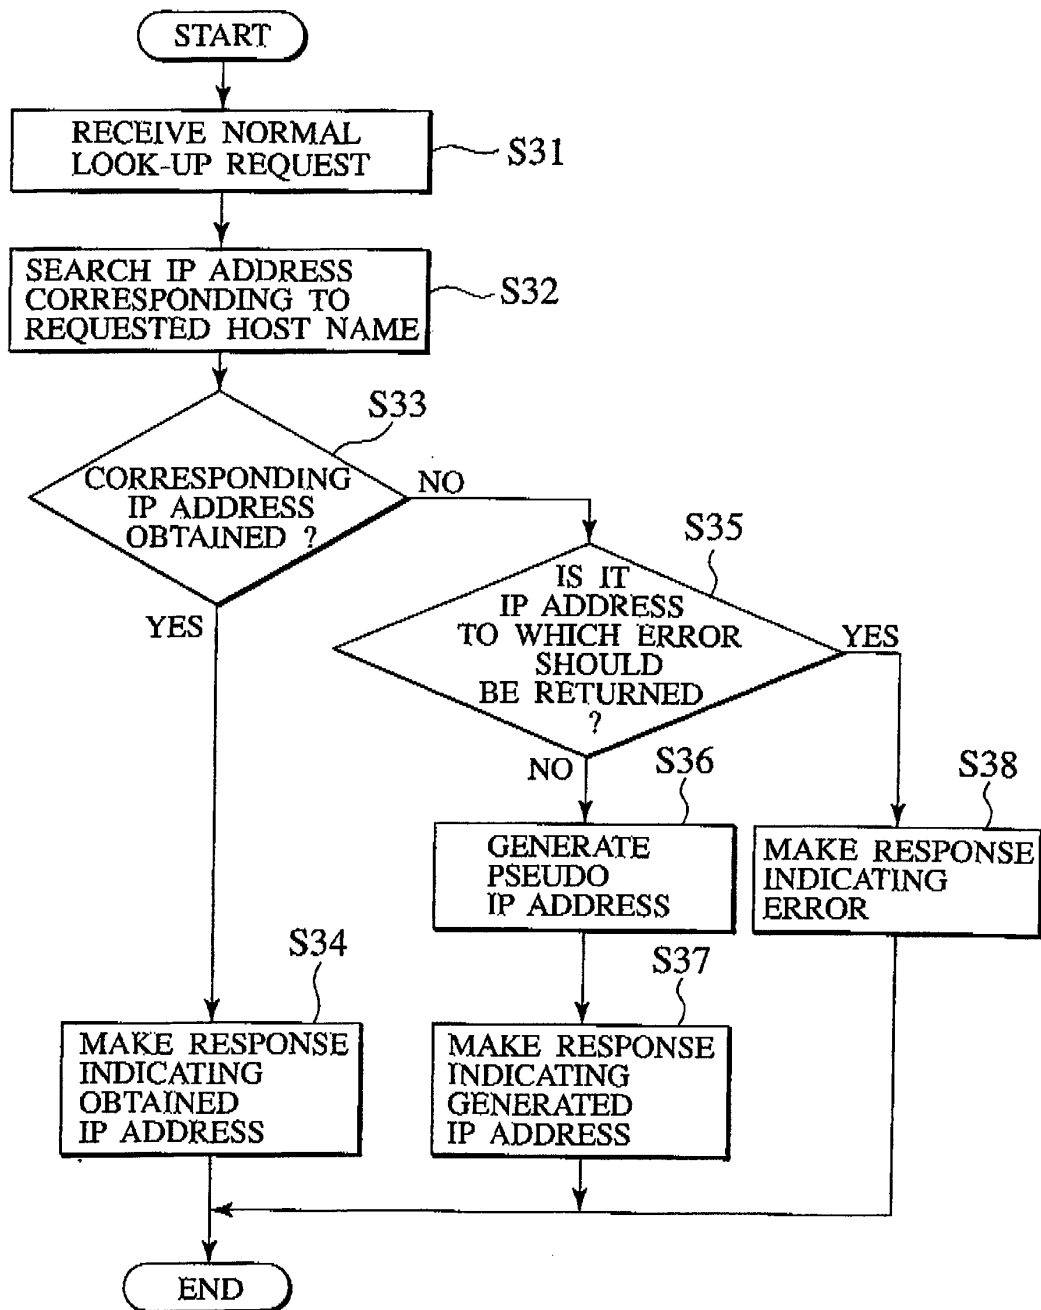 START
RECEIVE NORMAL
LOOK-UP REQUEST
S31
SEARCH IP ADDRESS
CORRESPONDING TO
REQUESTED HOST NAME
S32
S33
CORRESPONDING
IP ADDRESS
OBTAINED ?
NO
YES
S35
IS IT
IP ADDRESS
TO WHICH ERROR
SHOULD
BE RETURNED
?
YES
NO
S36
GENERATE
PSEUDO
IP ADDRESS
S38
MAKE RESPONSE
INDICATING
ERROR
S34
MAKE RESPONSE
INDICATING
OBTAINED
IP ADDRESS
S37
MAKE RESPONSE
INDICATING
GENERATED
IP ADDRESS
END